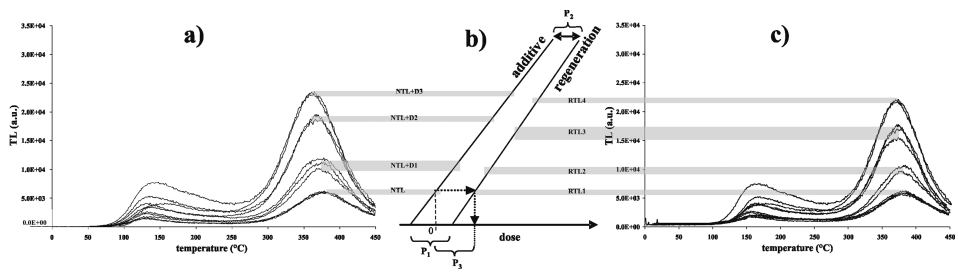 a)
TL (a.u.)
3.5E+04
3.0E+04
2.5E+04
2.0E+04
1.5E+04
1.0E+04
5.0E+03
0.0E+00
0 50 100 150 200 250 300 350 400 450
temperature (°C)
b)
P2
additive
regeneration
NTL+D3
NTL+D2
NTL+D1
NTL
RTL4
RTL3
RTL2
RTL1
0
dose
P1
P3
c)
TL (a.u.)
3.5E+04
3.0E+04
2.5E+04
2.0E+04
1.5E+04
1.0E+04
5.0E+03
0.0E+00
0 50 100 150 200 250 300 350 400 450
temperature (°C)